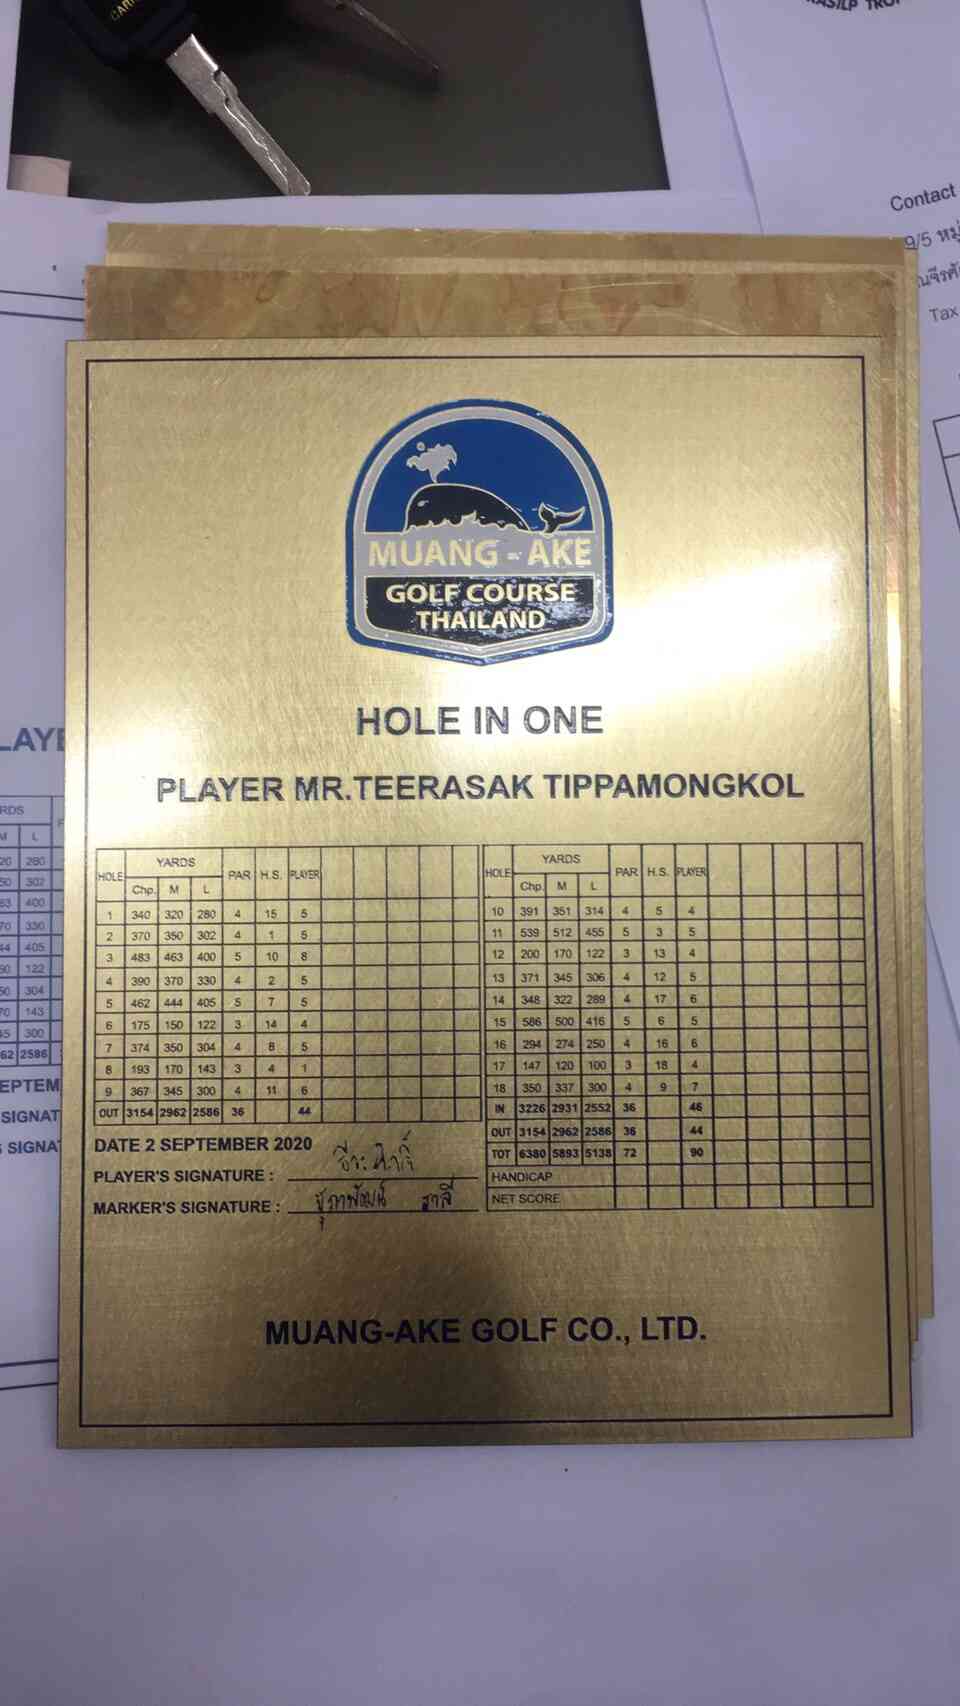 CARR
Contact
9/5 หมู่
Tax
MUANG - AKE
GOLF COURSE
THAILAND
HOLE IN ONE
PLAYER MR.TEERASAK TIPPAMONGKOL
HOLE YARDS PAR H.S. PLAYER
Chp. M L
1 340 320 280 4 15 5
2 370 350 302 4 1 5
3 483 463 400 5 10 8
4 390 370 330 4 2 5
5 462 444 405 5 7 5
6 175 150 122 3 14 4
7 374 350 304 4 8 5
8 193 170 143 3 4 1
9 367 345 300 4 11 6
OUT 3154 2962 2586 36 44
HOLE YARDS PAR H.S. PLAYER
Chp. M L
10 391 351 314 4 5 4
11 539 512 455 5 3 5
12 200 170 122 3 13 4
13 371 345 306 4 12 5
14 348 322 289 4 17 6
15 586 500 416 5 6 5
16 294 274 250 4 16 6
17 147 120 100 3 18 4
18 350 337 300 4 9 7
IN 3226 2931 2552 36 46
OUT 3154 2962 2586 36 44
TOT 6380 5893 5138 72 90
HANDICAP
NET SCORE
DATE 2 SEPTEMBER 2020
PLAYER'S SIGNATURE :
MARKER'S SIGNATURE :
MUANG-AKE GOLF CO., LTD.